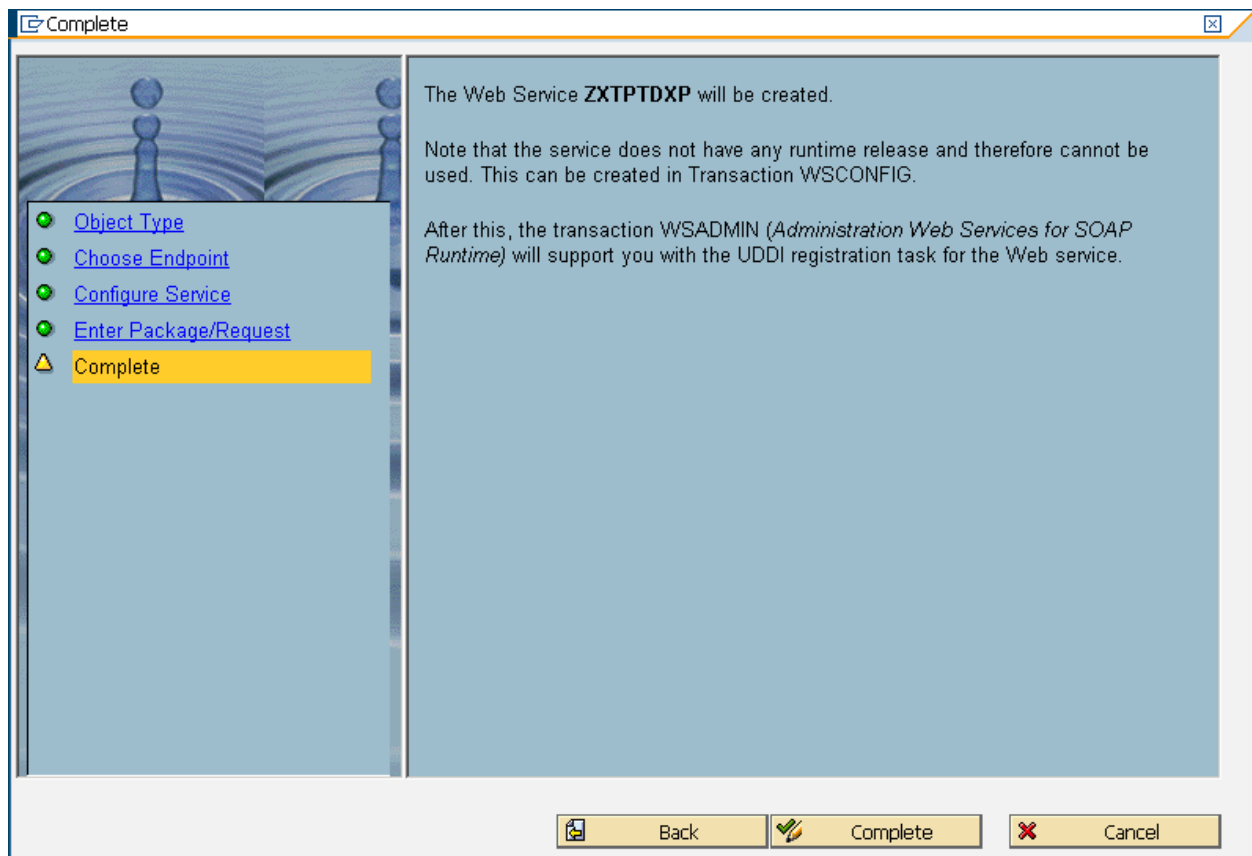 Complete
Object Type
Choose Endpoint
Configure Service
Enter Package/Request
Complete
The Web Service ZXTPTDXP will be created.
Note that the service does not have any runtime release and therefore cannot be
used. This can be created in Transaction WSCONFIG.
After this, the transaction WSADMIN (Administration Web Services for SOAP
Runtime) will support you with the UDDI registration task for the Web service.
Back
Complete
Cancel